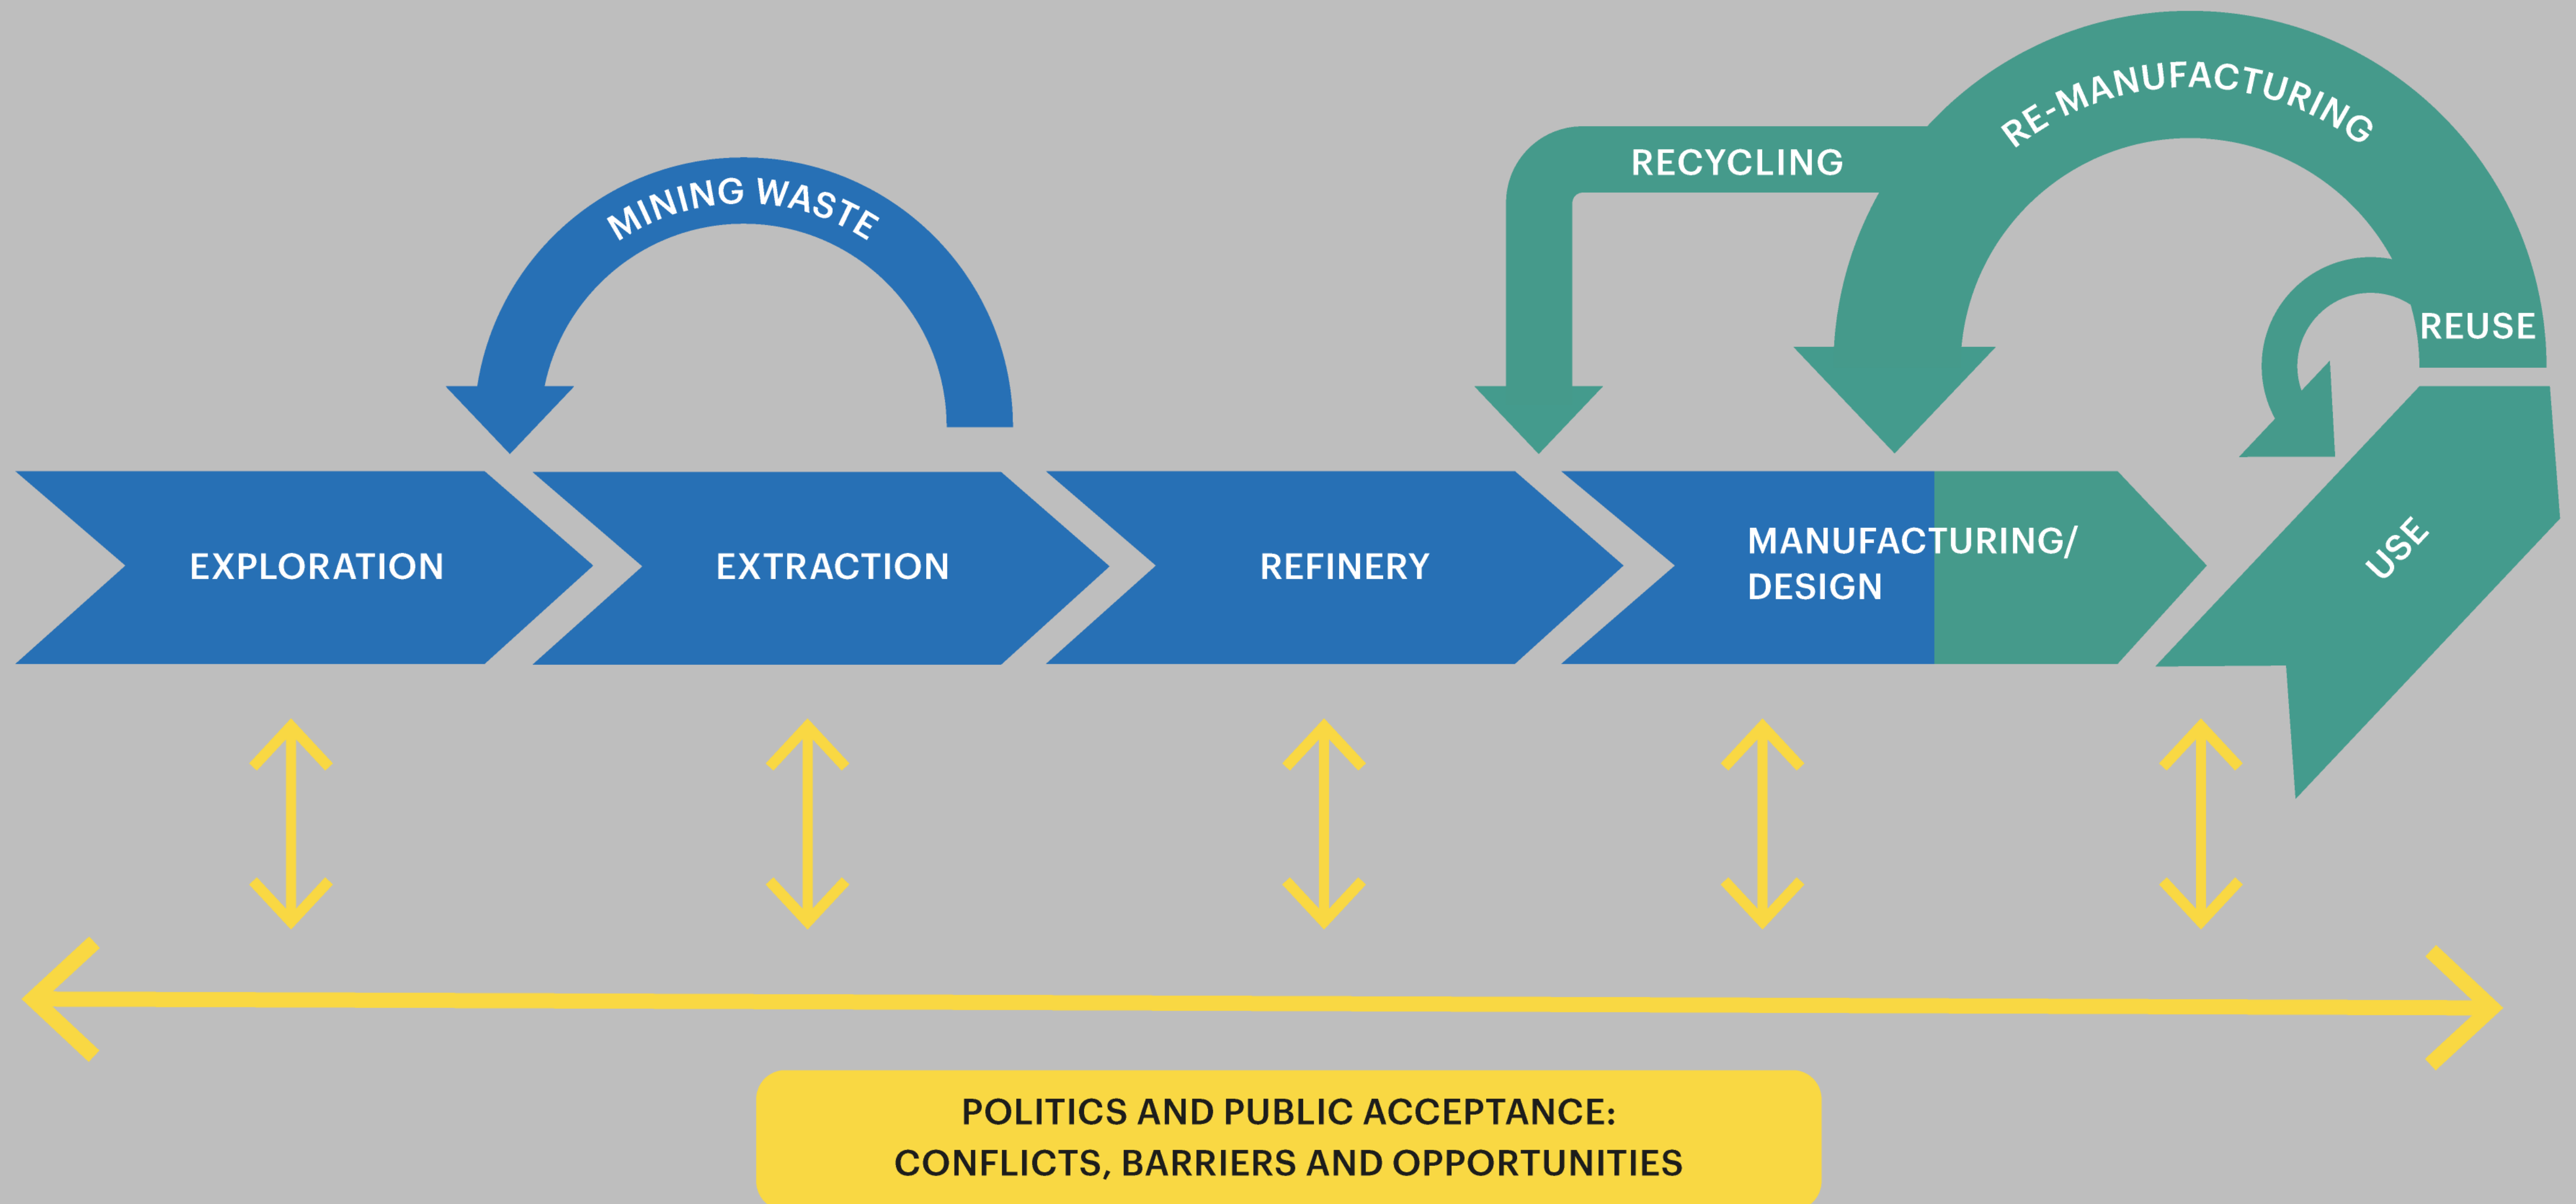 RE-MANUFACTURING
RECYCLING
MINING WASTE
REUSE
EXPLORATION
EXTRACTION
REFINERY
MANUFACTURING/
DESIGN
USE
POLITICS AND PUBLIC ACCEPTANCE:
CONFLICTS, BARRIERS AND OPPORTUNITIES